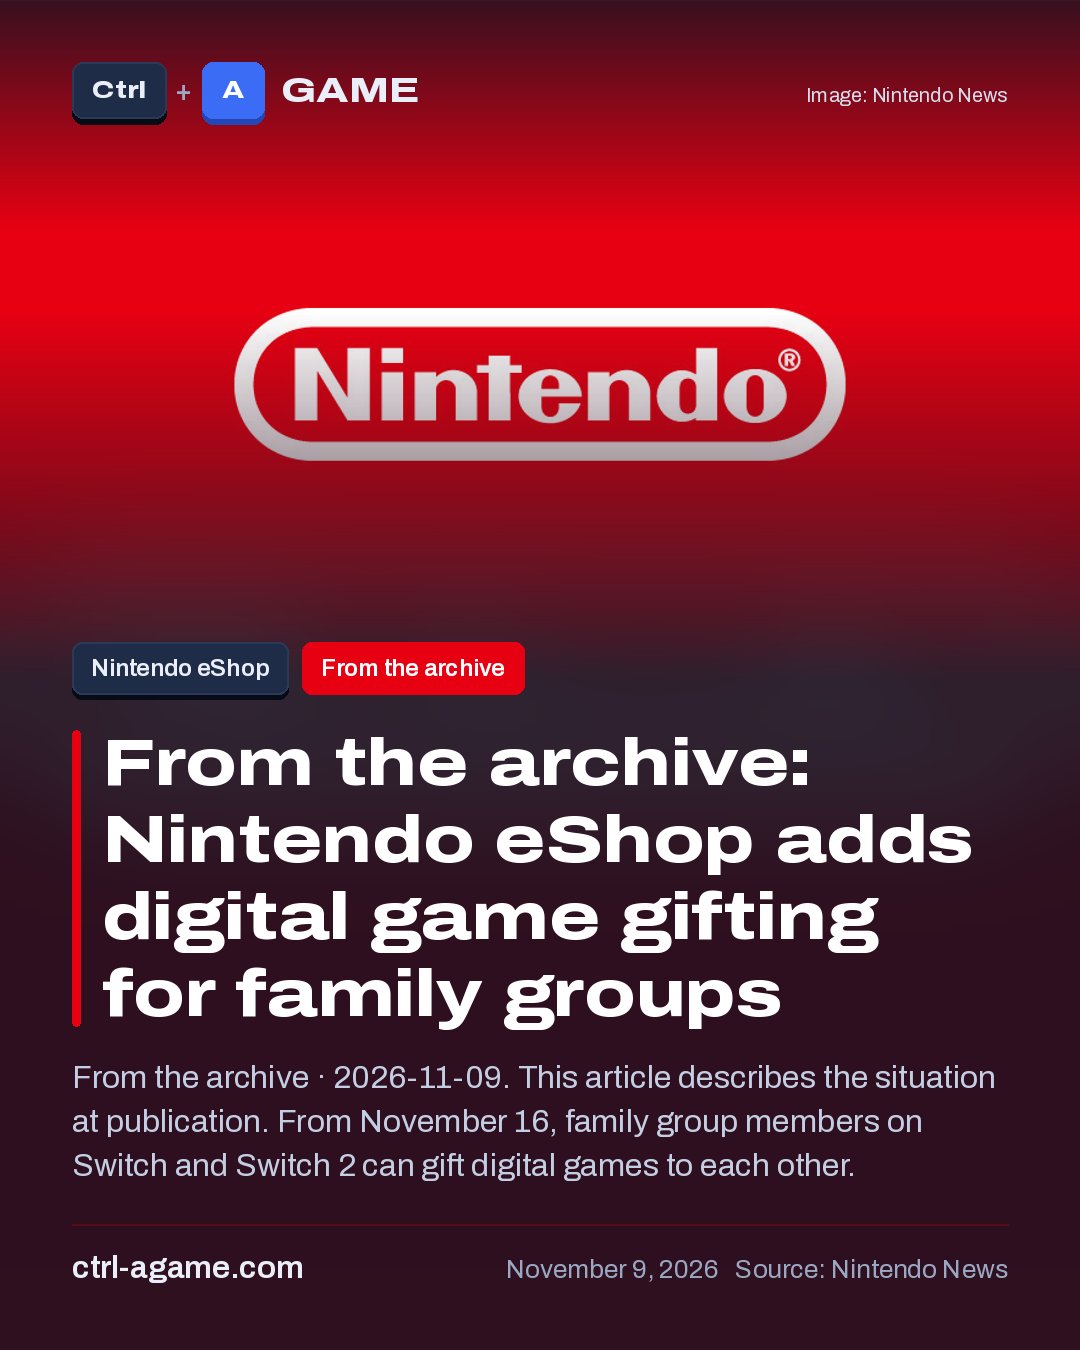 Ctrl + A GAME
Image: Nintendo News
Nintendo®
Nintendo eShop
From the archive
From the archive:
Nintendo eShop adds
digital game gifting
for family groups
From the archive · 2026-11-09. This article describes the situation
at publication. From November 16, family group members on
Switch and Switch 2 can gift digital games to each other.
ctrl-agame.com
November 9, 2026 Source: Nintendo News